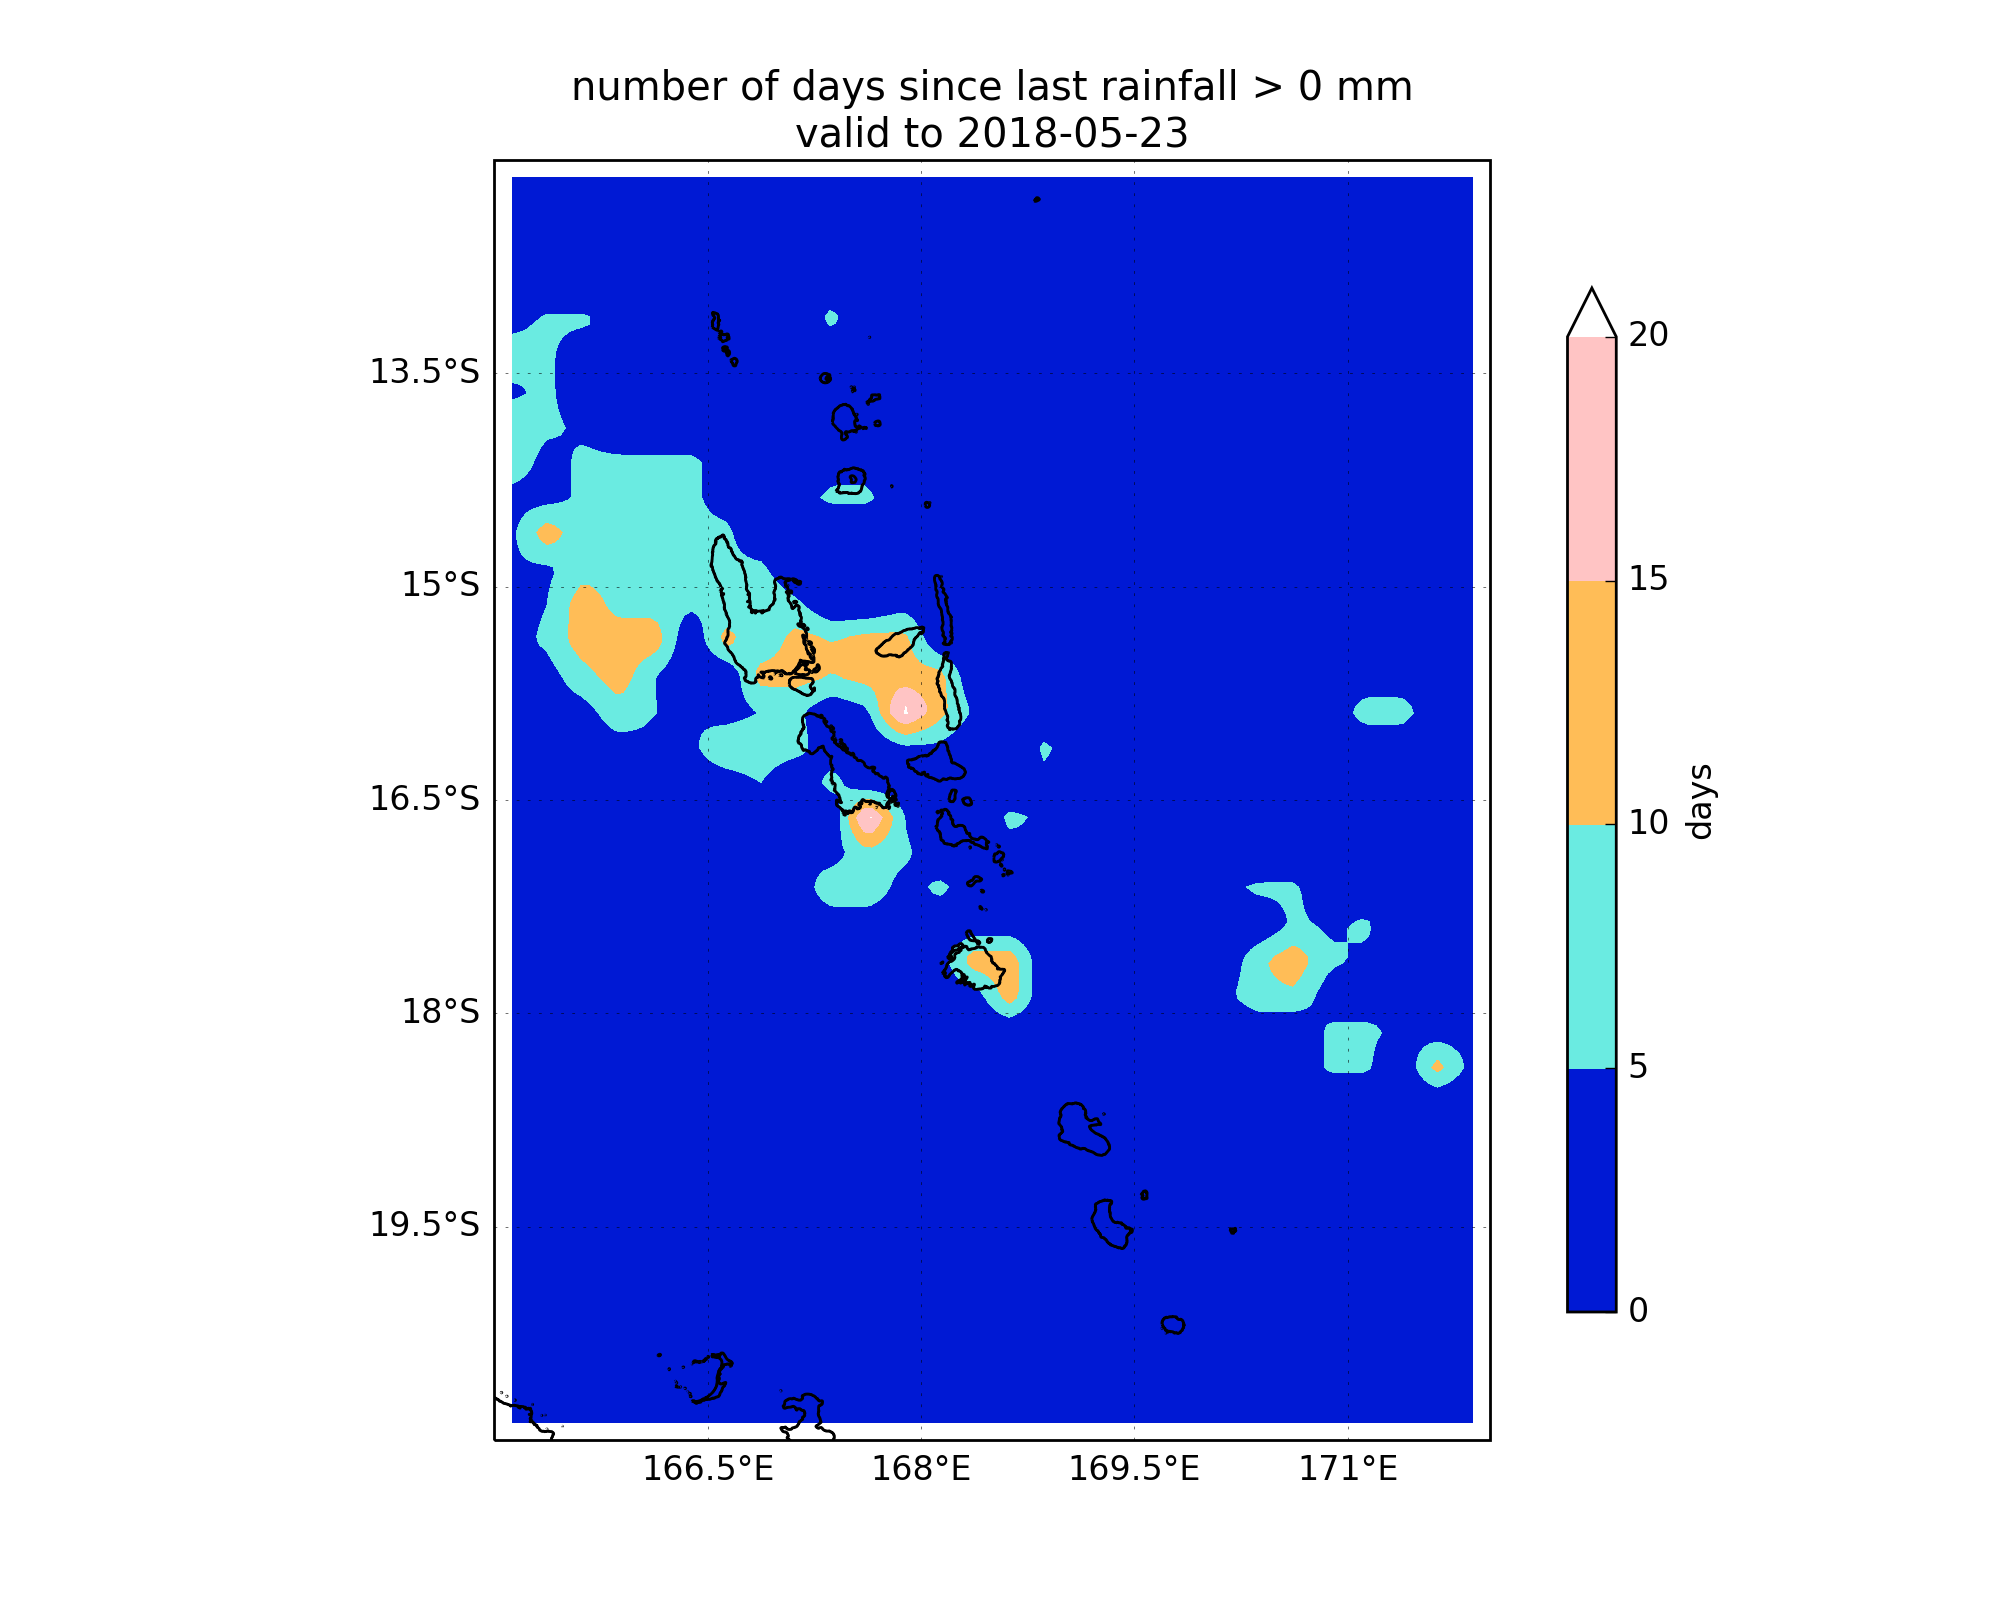 number of days since last rainfall > 0 mm
valid to 2018-05-23
20
13.5°S
15°S
15
16.5°S
10
days
18°S
5
19.5°S
0
166.5°E
168°E
169.5°E
171°E